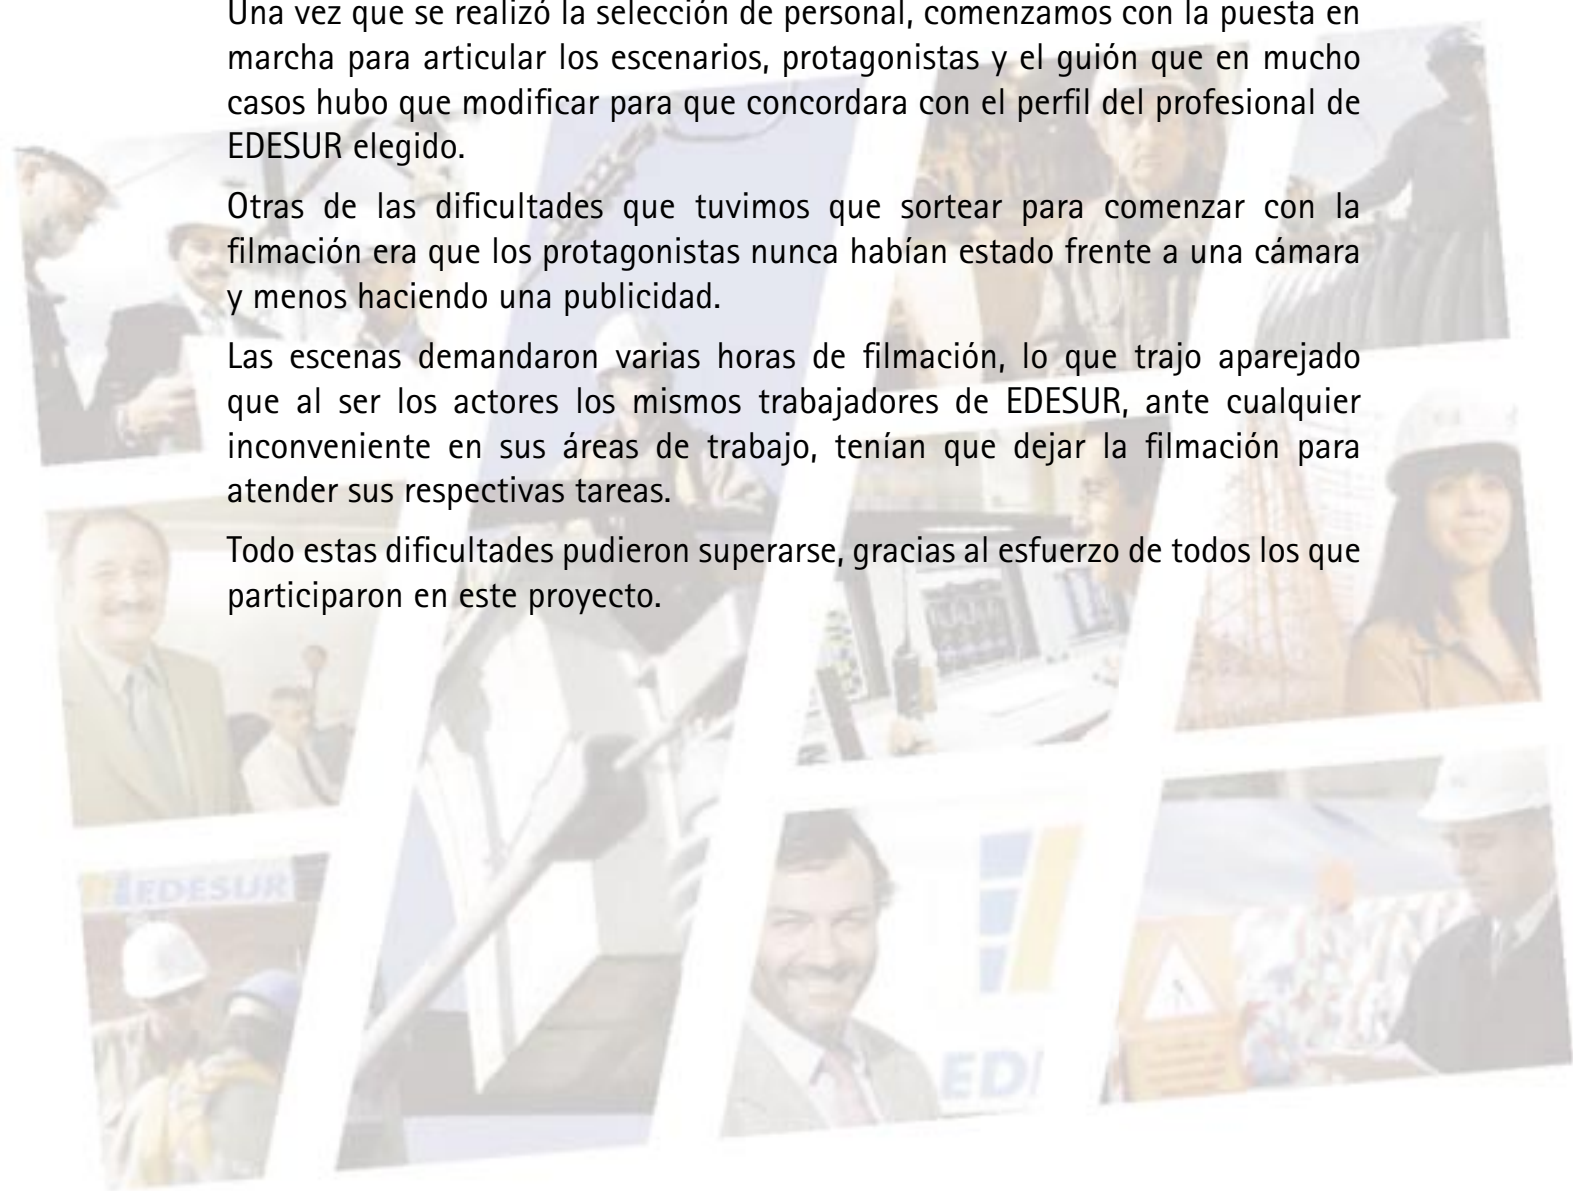 Una vez que se realizó la selección de personal, comenzamos con la puesta en
marcha para articular los escenarios, protagonistas y el guión que en mucho
casos hubo que modificar para que concordara con el perfil del profesional de
EDESUR elegido.
Otras de las dificultades que tuvimos que sortear para comenzar con la
filmación era que los protagonistas nunca habían estado frente a una cámara
y menos haciendo una publicidad.
Las escenas demandaron varias horas de filmación, lo que trajo aparejado
que al ser los actores los mismos trabajadores de EDESUR, ante cualquier
inconveniente en sus áreas de trabajo, tenían que dejar la filmación para
atender sus respectivas tareas.
Todo estas dificultades pudieron superarse, gracias al esfuerzo de todos los que
participaron en este proyecto.
EDESUR
ED